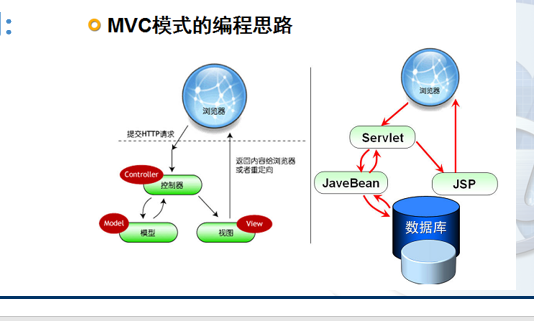 :
MVC模式的编程思路
浏览器
提交HTTP请求
返回内容给浏览器
或者重定向
Controller
控制器
Model
模型
视图
View
浏览器
Servlet
JaveBean
JSP
数据库